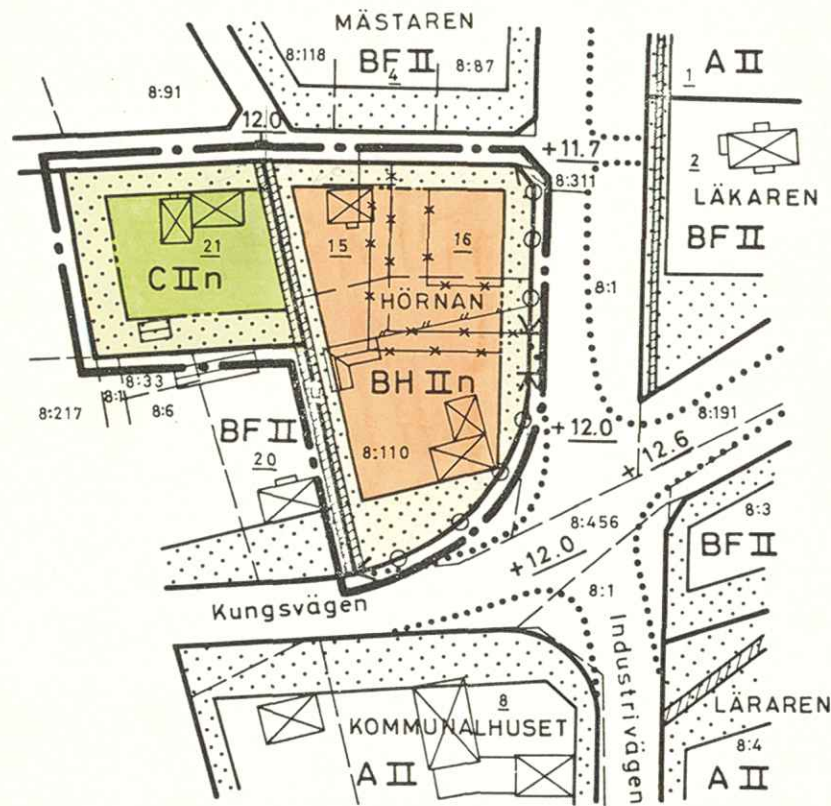 MÄSTAREN
8:118
BF II
4
8:87
A II
1
8:91
12.0
+11.7
2
8:311
LÄKAREN
BF II
21
15
16
C II n
8:1
HÖRNAN
BH II n
8:33
8:1
8:217
8:6
8:191
BF II
+12.0
20
8:110
+12.6
8:456
8:3
BF II
+12.0
8:1
Kungsvägen
Industrivägen
8
LÄRAREN
KOMMUNALHUSET
8:4
A II
A II